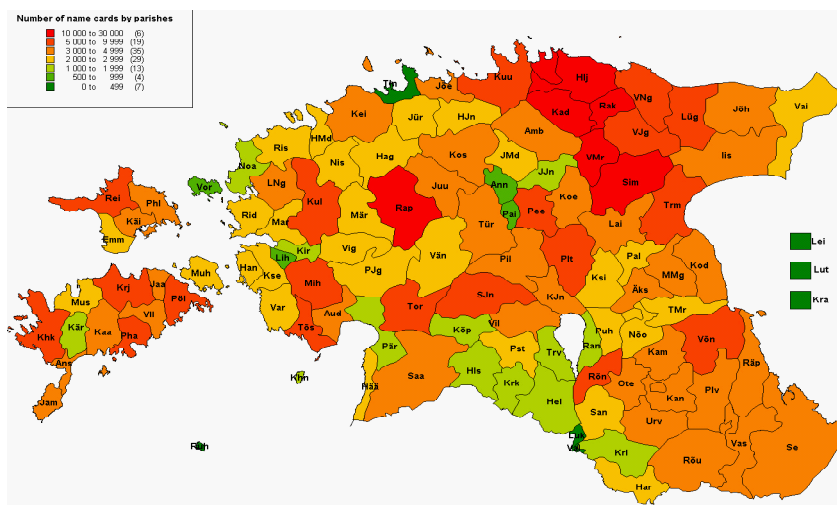 Number of name cards by parishes
10 000 to 30 000 (6)
5 000 to 9 999 (19)
3 000 to 4 999 (35)
2 000 to 2 999 (29)
1 000 to 1 999 (13)
500 to 999 (4)
0 to 499 (7)
Tln Jõe Kuu Hlj
Kei Jür HJn Kad Rak VNg Lüg Jõh Vai
HMd Ris Amb VJg
Noa Nis Hag Kos JMd VMr Iis
Vor LNg Juu Ann JJn Sim
Rei Phl Kul Rap Koe Trm
Käi Rid Mar Mär Tür Pai Pee Lai
Emm Kir Vig Vän Lei
Lih Pil Plt Pal
Muh Han Kse PJg Ksi MMg Kod Lut
Krj Jaa Mih Äks
Mus Pöl Var Aud Tor SJn KJn Kra
Kär Kaa VII Tõs Vil TMr
Khk Pha Köp Puh Nõo Võn
Pär Pst Trv Ran Kam
Ans Khn Hää Saa Hls Krk Rõn Ote Räp
Jam Hel San Kan Plv
Urv
Ruh Luk Krl Vas Se
Rõu
Har